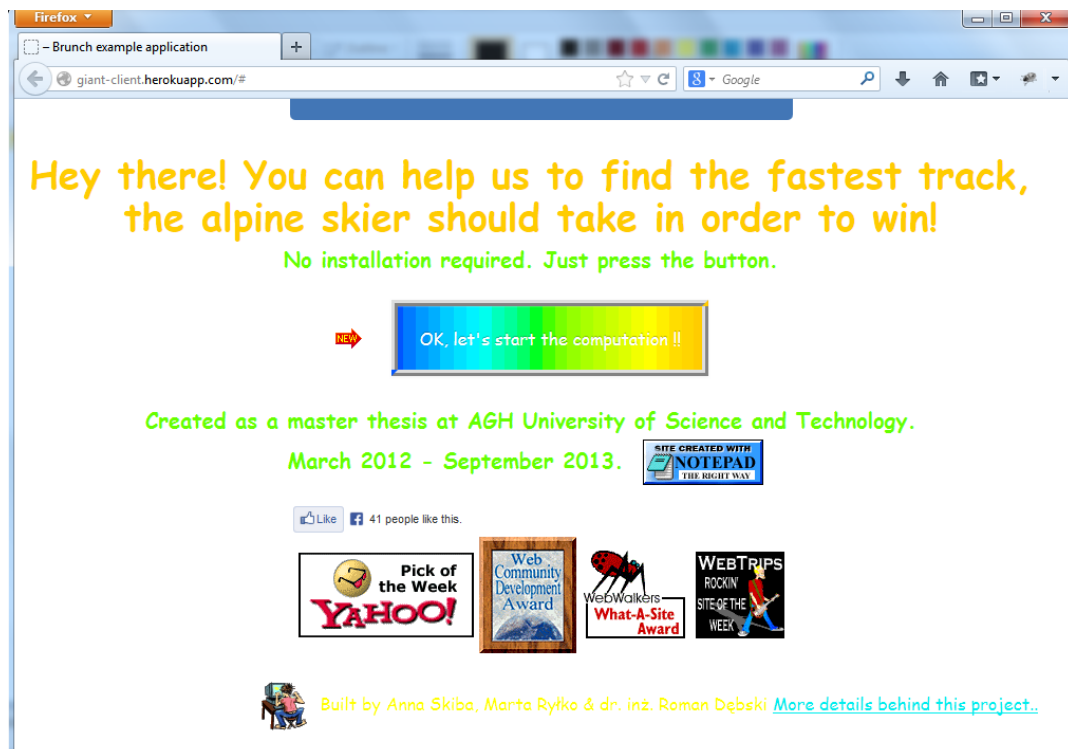 Firefox
– Brunch example application
giant-client.herokuapp.com/#
Google
Hey there! You can help us to find the fastest track,
the alpine skier should take in order to win!
No installation required. Just press the button.
NEW
OK, let's start the computation !!
Created as a master thesis at AGH University of Science and Technology.
March 2012 - September 2013.
SITE CREATED WITH
NOTEPAD
THE RIGHT WAY
Like
41 people like this.
Pick of
the Week
YAHOO!
Web
Community
Development
Award
WebWalkers
What-A-Site
Award
WEBTRIPS
ROCKIN'
SITE OF THE
WEEK
Built by Anna Skiba, Marta Ryłko & dr. inż. Roman Dębski More details behind this project..